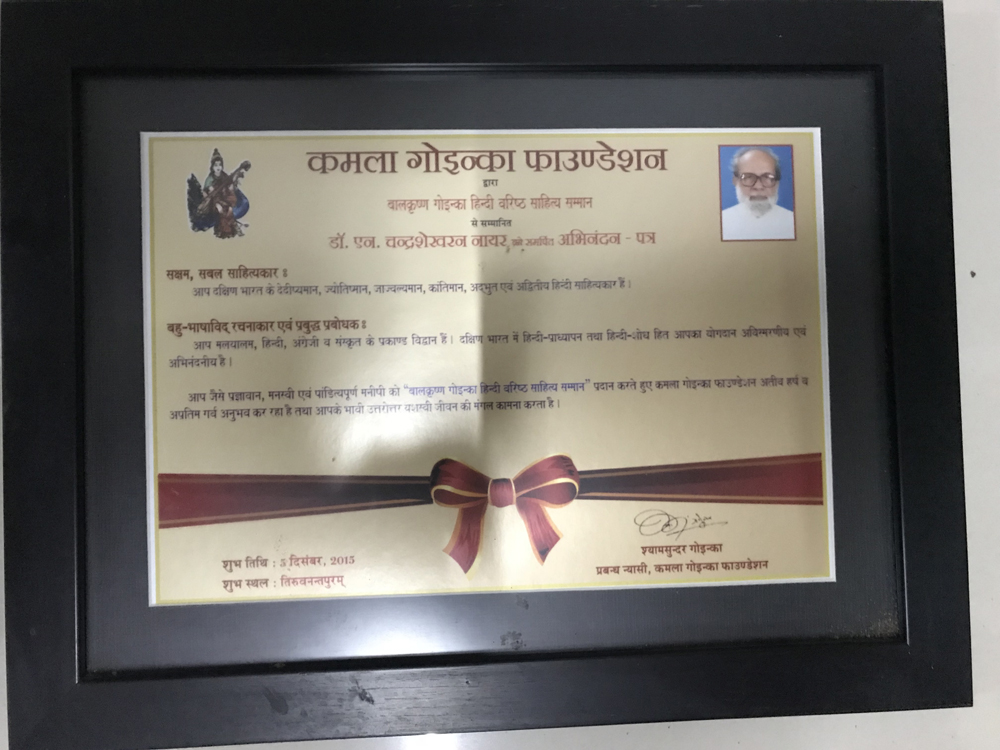 कमला गोइन्का फाउण्डेशन
द्वारा
बालकृष्ण गोइन्का हिन्दी वरिष्ठ साहित्य सम्मान
से सम्मानित
डॉ. एन. चन्द्रशेखरन नायर को समर्पित अभिनंदन - पत्र
सक्षम, सबल साहित्यकार :
आप दक्षिण भारत के देदीप्यमान, ज्योतिष्मान, जाज्वल्यमान, कांतिमान, अद्भुत एवं अद्वितीय हिन्दी साहित्यकार हैं।
बहु-भाषाविद् रचनाकार एवं प्रबुद्ध प्रबोधक :
आप मलयालम, हिन्दी, अंग्रेजी व संस्कृत के प्रकाण्ड विद्वान हैं। दक्षिण भारत में हिन्दी-प्राध्यापन तथा हिन्दी-शोध हित आपका योगदान अविस्मरणीय एवं
अभिनंदनीय है।
आप जैसे प्रज्ञावान, मनस्वी एवं पांडित्यपूर्ण मनीषी को "बालकृष्ण गोइन्का हिन्दी वरिष्ठ साहित्य सम्मान" प्रदान करते हुए कमला गोइन्का फाउण्डेशन अतीव हर्ष व
अप्रतिम गर्व अनुभव कर रहा है तथा आपके भावी उत्तरोत्तर यशस्वी जीवन की मंगल कामना करता है।
श्यामसुन्दर गोइन्का
प्रबन्ध न्यासी, कमला गोइन्का फाउण्डेशन
शुभ तिथि : 5 दिसंबर, 2015
शुभ स्थल : तिरुवनन्तपुरम्